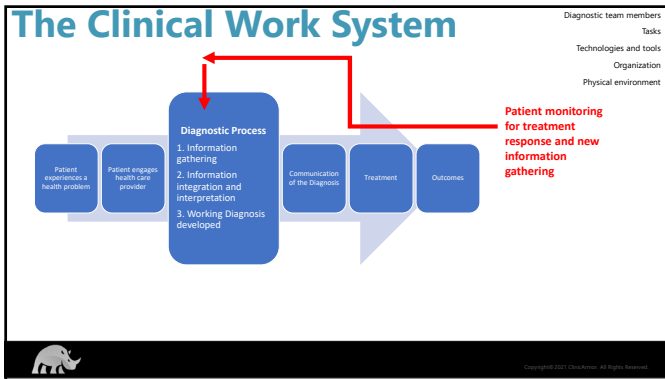 The Clinical Work System
Diagnostic team members
Tasks
Technologies and tools
Organization
Physical environment
Patient
experiences a
health problem
Patient engages
health care
provider
Diagnostic Process
1. Information
gathering
2. Information
integration and
interpretation
3. Working Diagnosis
developed
Communication
of the Diagnosis
Treatment
Outcomes
Patient monitoring
for treatment
response and new
information
gathering
Copyright© 2021 ClinicArmor. All Rights Reserved